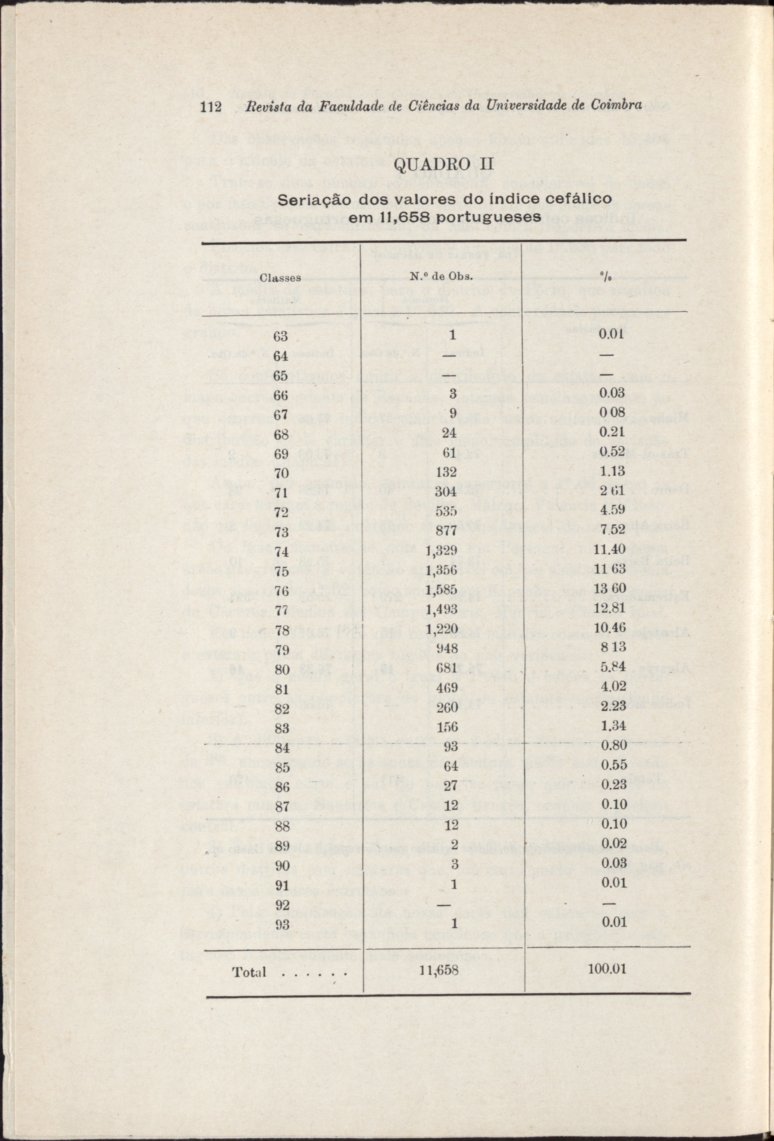 112 Revista da Faculdade de Ciências da Universidade de Coimbra
QUADRO II
Seriação dos valores do índice cefálico
em 11,658 portugueses
Classes N.º de Obs. %
63 1 0.01
64 — —
65 — —
66 3 0.03
67 9 0 08
68 24 0.21
69 61 0.52
70 132 1.13
71 304 2 61
72 535 4.59
73 877 7.52
74 1,329 11.40
75 1,356 11 63
76 1,585 13 60
77 1,493 12.81
78 1,220 10.46
79 948 8 13
80 681 5.84
81 469 4.02
82 260 2.23
83 156 1.34
84 93 0.80
85 64 0.55
86 27 0.23
87 12 0.10
88 12 0.10
89 2 0.02
90 3 0.03
91 1 0.01
92 — —
93 1 0.01
Total . . . . . . 11,658 100.01